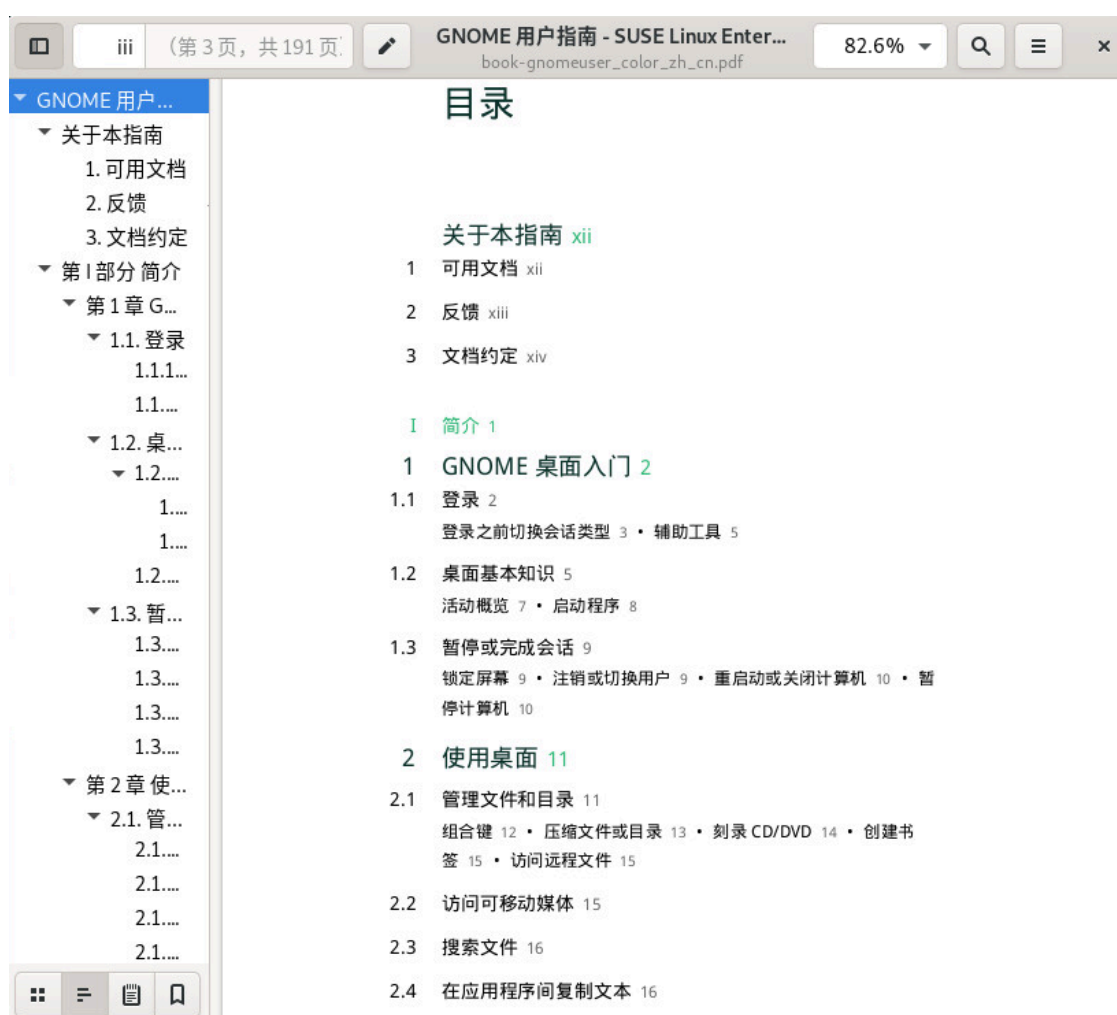 iii （第 3 页，共 191 页）
GNOME 用户指南 - SUSE Linux Enter...
book-gnomeuser_color_zh_cn.pdf
82.6%
GNOME 用户...
关于本指南
1. 可用文档
2. 反馈
3. 文档约定
第 I 部分 简介
第 1 章 G...
1.1. 登录
1.1.1...
1.1....
1.2. 桌...
1.2....
1....
1....
1.2....
1.3. 暂...
1.3....
1.3....
1.3....
1.3....
第 2 章 使...
2.1. 管...
2.1....
2.1....
2.1....
2.1....
目录
关于本指南 xii
1 可用文档 xii
2 反馈 xiii
3 文档约定 xiv
I 简介 1
1 GNOME 桌面入门 2
1.1 登录 2
登录之前切换会话类型 3 • 辅助工具 5
1.2 桌面基本知识 5
活动概览 7 • 启动程序 8
1.3 暂停或完成会话 9
锁定屏幕 9 • 注销或切换用户 9 • 重启动或关闭计算机 10 • 暂
停计算机 10
2 使用桌面 11
2.1 管理文件和目录 11
组合键 12 • 压缩文件或目录 13 • 刻录 CD/DVD 14 • 创建书
签 15 • 访问远程文件 15
2.2 访问可移动媒体 15
2.3 搜索文件 16
2.4 在应用程序间复制文本 16